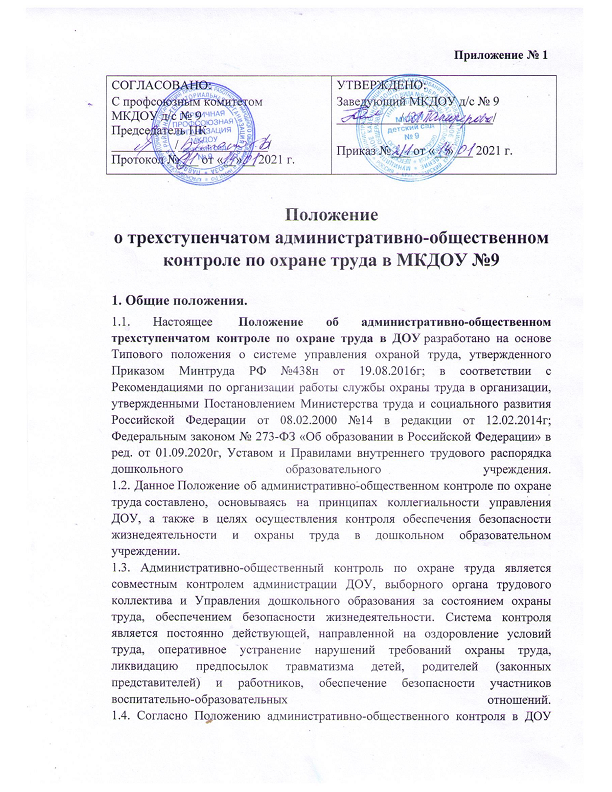 Приложение № 1
СОГЛАСОВАНО:
С профсоюзным комитетом
МКДОУ д/с № 9
Председатель ПК
Протокол № от « » 01 2021 г.
УТВЕРЖДЕНО:
Заведующий МКДОУ д/с № 9
Приказ № от « » 01 2021 г.
Положение
о трехступенчатом административно-общественном
контроле по охране труда в МКДОУ №9
1. Общие положения.
1.1. Настоящее Положение об административно-общественном
трехступенчатом контроле по охране труда в ДОУ разработано на основе
Типового положения о системе управления охраной труда, утвержденного
Приказом Минтруда РФ №438н от 19.08.2016г; в соответствии с
Рекомендациями по организации работы службы охраны труда в организации,
утвержденными Постановлением Министерства труда и социального развития
Российской Федерации от 08.02.2000 №14 в редакции от 12.02.2014г;
Федеральным законом № 273-ФЗ «Об образовании в Российской Федерации» в
ред. от 01.09.2020г, Уставом и Правилами внутреннего трудового распорядка
дошкольного образовательного учреждения.
1.2. Данное Положение об административно-общественном контроле по охране
труда составлено, основываясь на принципах коллегиальности управления
ДОУ, а также в целях осуществления контроля обеспечения безопасности
жизнедеятельности и охраны труда в дошкольном образовательном
учреждении.
1.3. Административно-общественный контроль по охране труда является
совместным контролем администрации ДОУ, выборного органа трудового
коллектива и Управления дошкольного образования за состоянием охраны
труда, обеспечением безопасности жизнедеятельности. Система контроля
является постоянно действующей, направленной на оздоровление условий
труда, оперативное устранение нарушений требований охраны труда,
ликвидацию предпосылок травматизма детей, родителей (законных
представителей) и работников, обеспечение безопасности участников
воспитательно-образовательных отношений.
1.4. Согласно Положению административно-общественного контроля в ДОУ